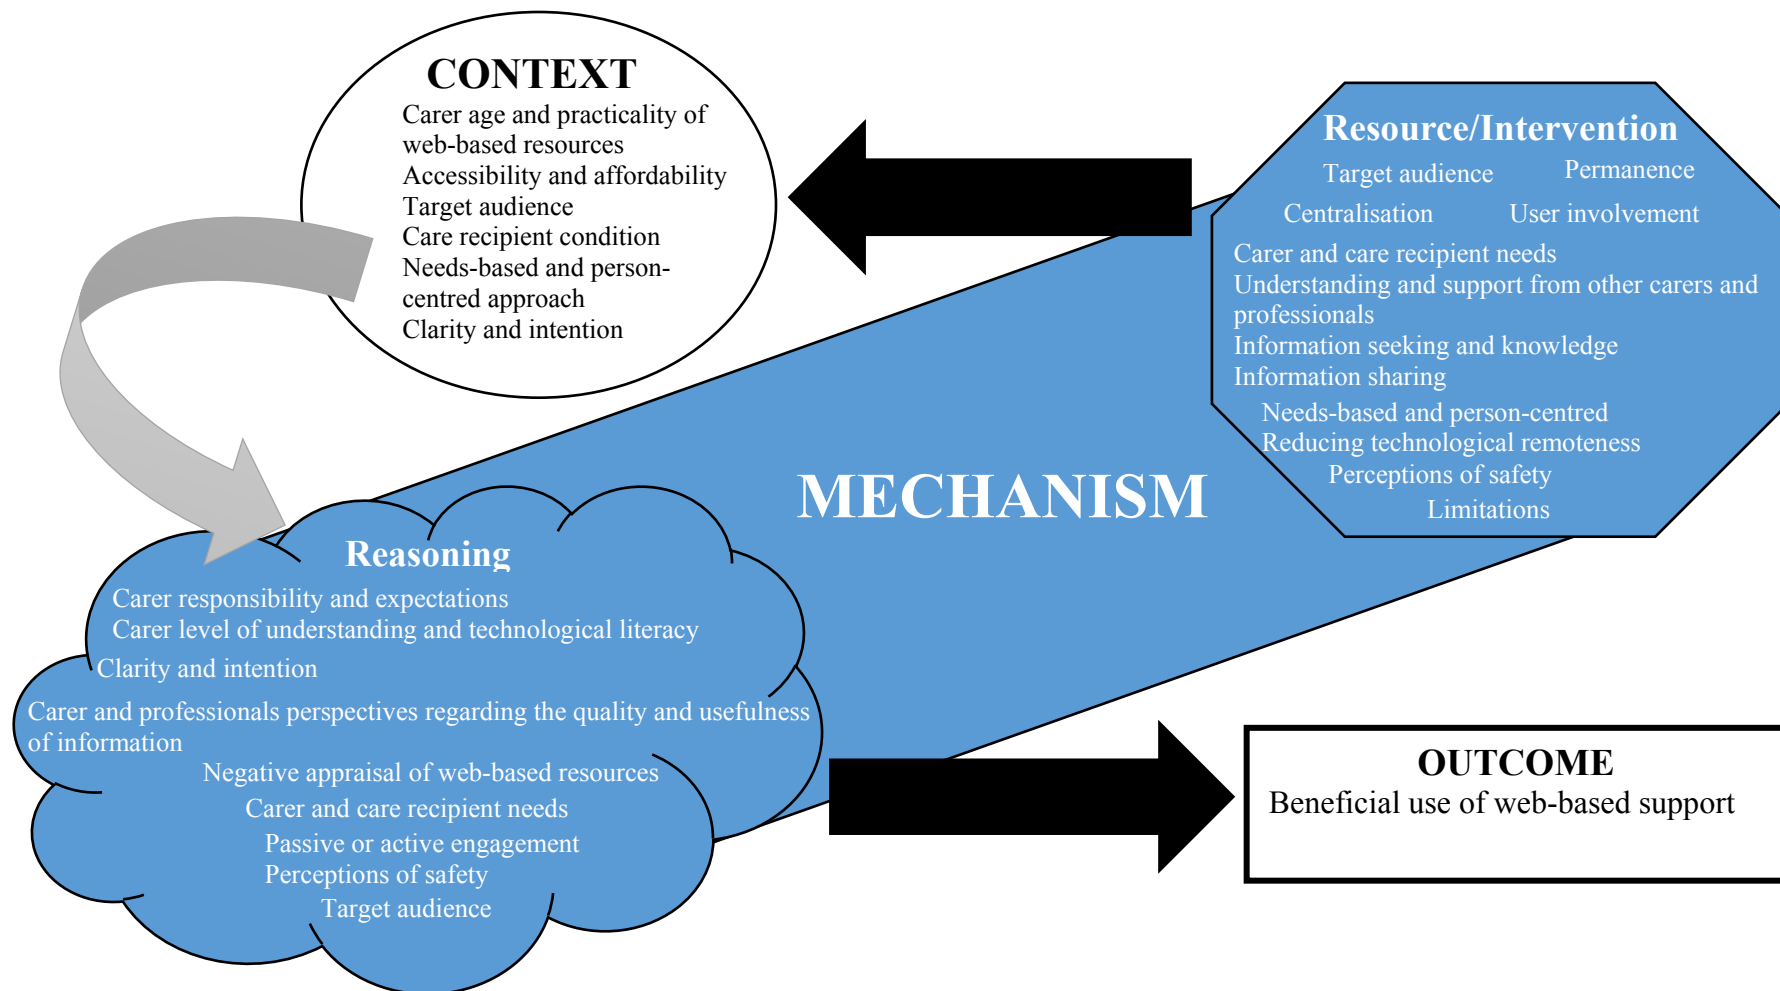 CONTEXT
Carer age and practicality of
web-based resources
Accessibility and affordability
Target audience
Care recipient condition
Needs-based and person-
centred approach
Clarity and intention
Resource/Intervention
Target audience
Permanence
Centralisation
User involvement
Carer and care recipient needs
Understanding and support from other carers and
professionals
Information seeking and knowledge
Information sharing
Needs-based and person-centred
Reducing technological remoteness
Perceptions of safety
Limitations
MECHANISM
Reasoning
Carer responsibility and expectations
Carer level of understanding and technological literacy
Clarity and intention
Carer and professionals perspectives regarding the quality and usefulness
of information
Negative appraisal of web-based resources
Carer and care recipient needs
Passive or active engagement
Perceptions of safety
Target audience
OUTCOME
Beneficial use of web-based support